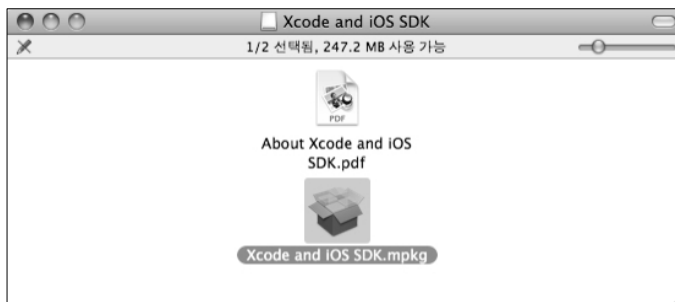 Xcode and iOS SDK
1/2 선택됨, 247.2 MB 사용 가능
PDF
About Xcode and iOS
SDK.pdf
Xcode and iOS SDK.mpkg